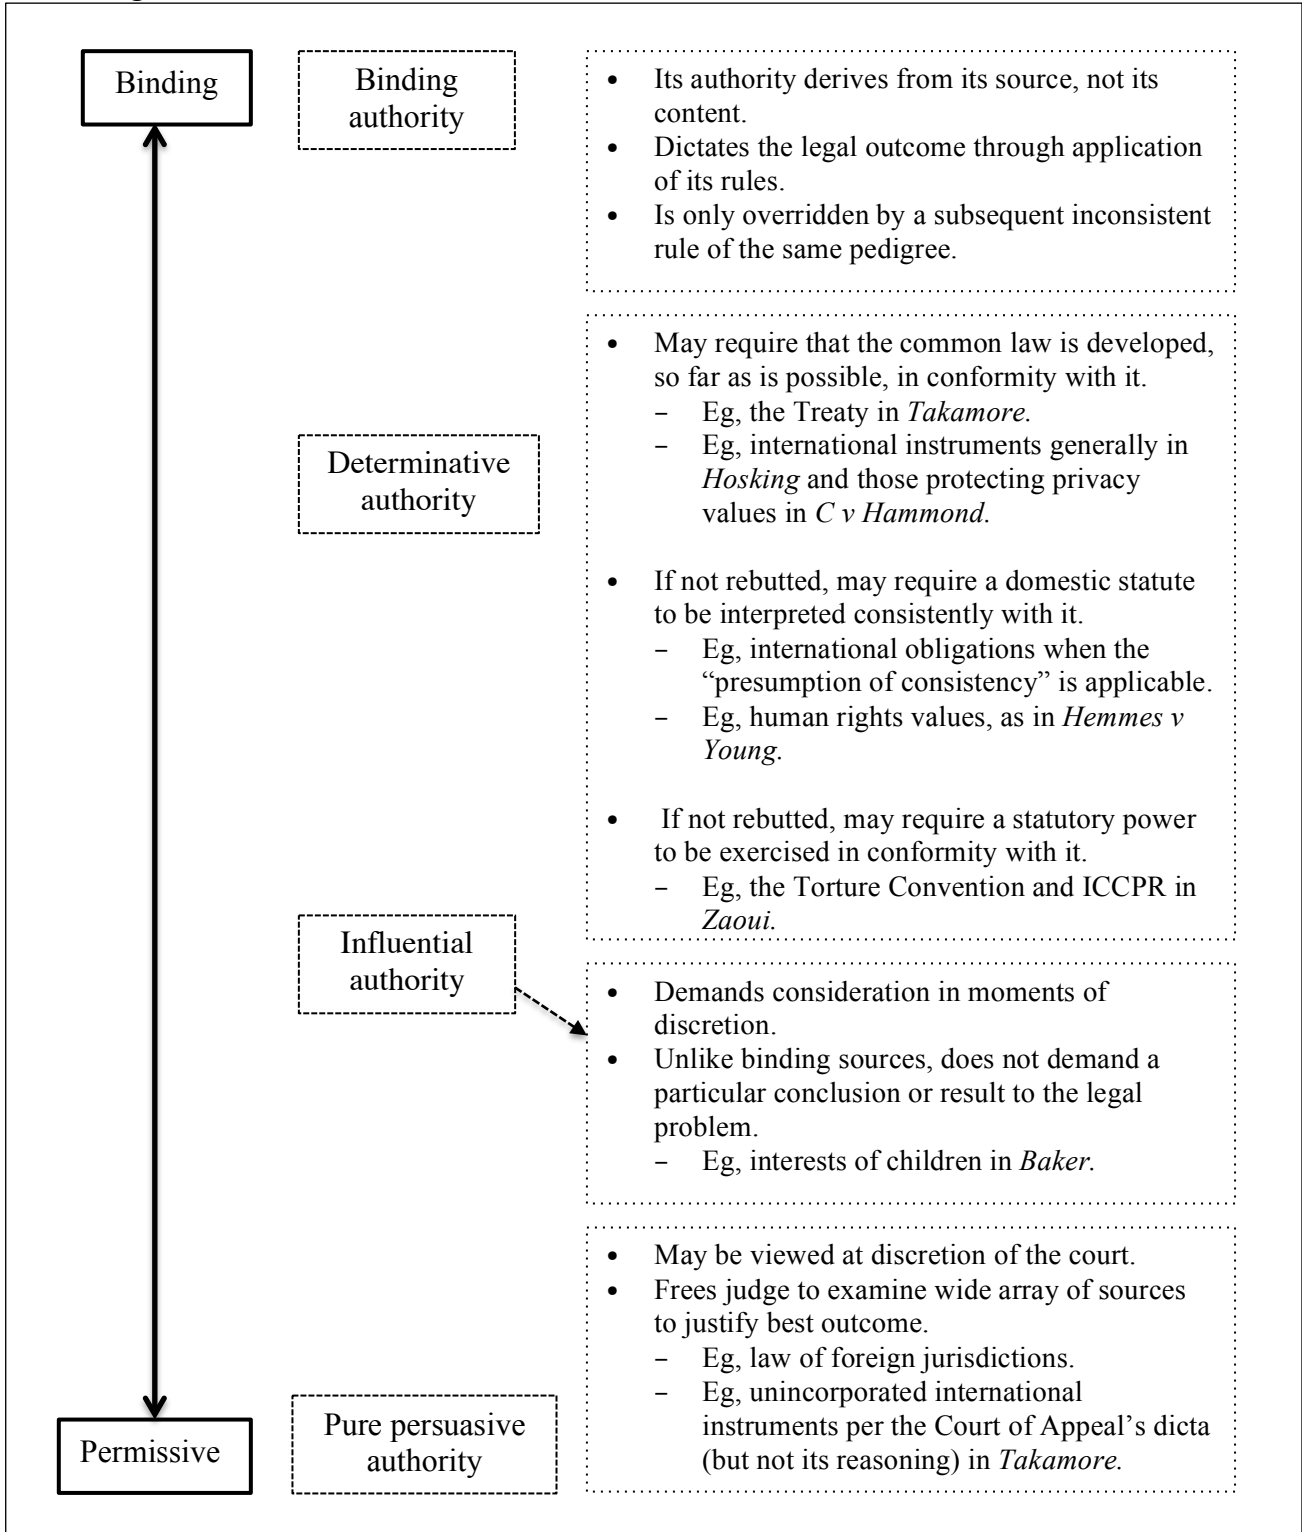 Binding
Binding
authority
• Its authority derives from its source, not its
content.
• Dictates the legal outcome through application
of its rules.
• Is only overridden by a subsequent inconsistent
rule of the same pedigree.
Determinative
authority
• May require that the common law is developed,
so far as is possible, in conformity with it.
− Eg, the Treaty in Takamore.
− Eg, international instruments generally in
Hosking and those protecting privacy
values in C v Hammond.
• If not rebutted, may require a domestic statute
to be interpreted consistently with it.
− Eg, international obligations when the
“presumption of consistency” is applicable.
− Eg, human rights values, as in Hemmes v
Young.
• If not rebutted, may require a statutory power
to be exercised in conformity with it.
− Eg, the Torture Convention and ICCPR in
Zaoui.
Influential
authority
• Demands consideration in moments of
discretion.
• Unlike binding sources, does not demand a
particular conclusion or result to the legal
problem.
− Eg, interests of children in Baker.
Permissive
Pure persuasive
authority
• May be viewed at discretion of the court.
• Frees judge to examine wide array of sources
to justify best outcome.
− Eg, law of foreign jurisdictions.
− Eg, unincorporated international
instruments per the Court of Appeal’s dicta
(but not its reasoning) in Takamore.